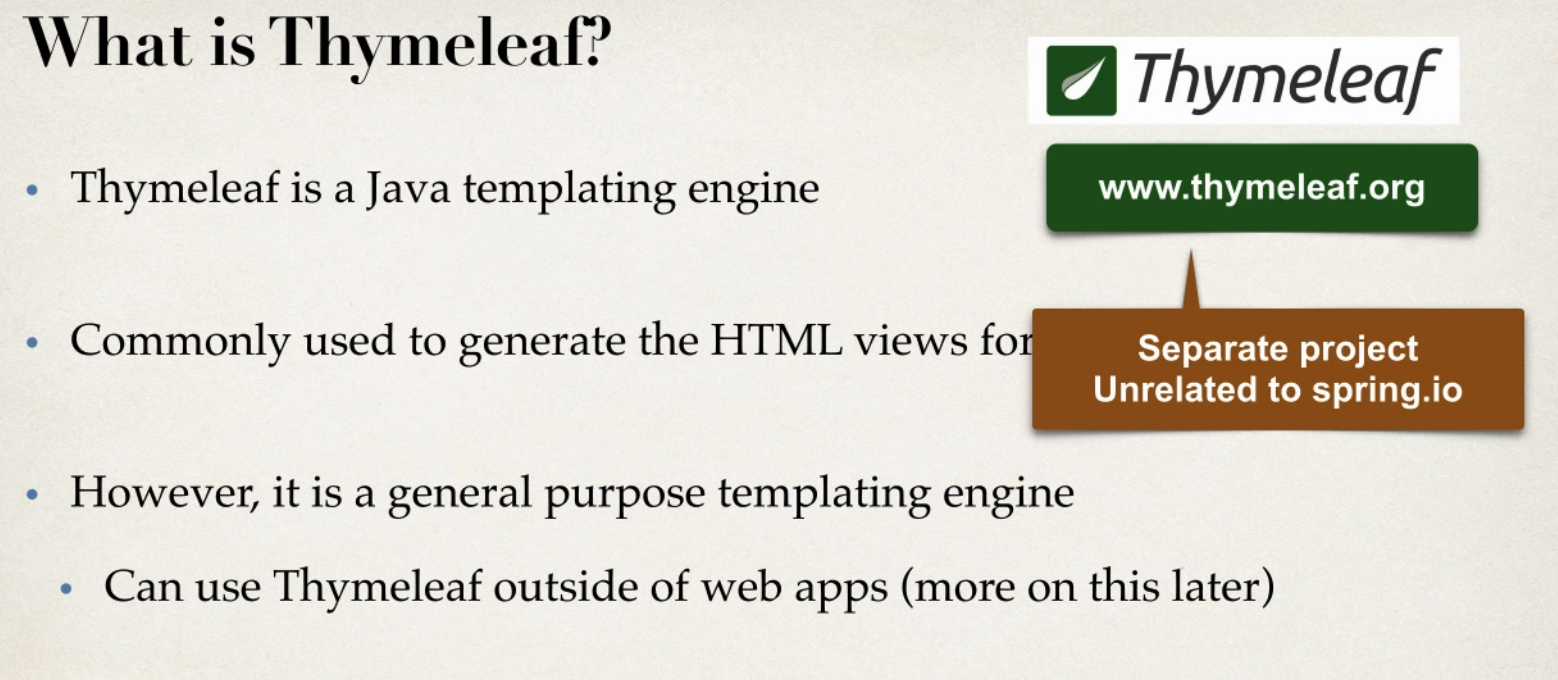 What is Thymeleaf?
Thymeleaf
www.thymeleaf.org
• Thymeleaf is a Java templating engine
• Commonly used to generate the HTML views for
Separate project
Unrelated to spring.io
• However, it is a general purpose templating engine
• Can use Thymeleaf outside of web apps (more on this later)